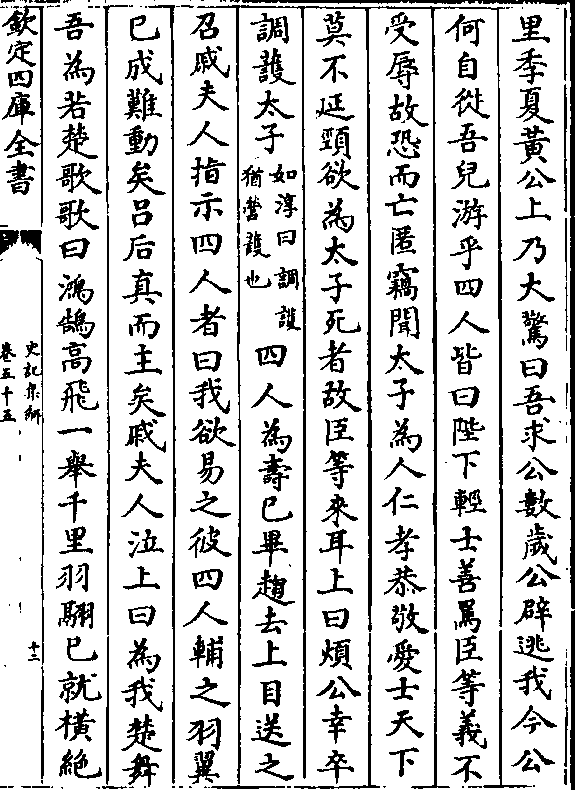 里季夏黃公上乃大驚曰吾求公數歲公辟逃我今公
何自從吾兒游乎四人皆曰陛下輕士善罵臣等義不
受辱故恐而亡匿竊聞太子為人仁孝恭敬愛士天下
莫不延頸欲為太子死者故臣等來耳上曰煩公幸卒
調護太子如淳曰調護猶營護也四人為壽已畢趨去上目送之
召戚夫人指示四人者曰我欲易之彼四人輔之羽翼
已成難動矣呂后真而主矣戚夫人泣上曰為我楚舞
吾為若楚歌歌曰鴻鵠高飛一舉千里羽翮已就橫絶
欽定四庫全書
史記集解
卷五十五
十二